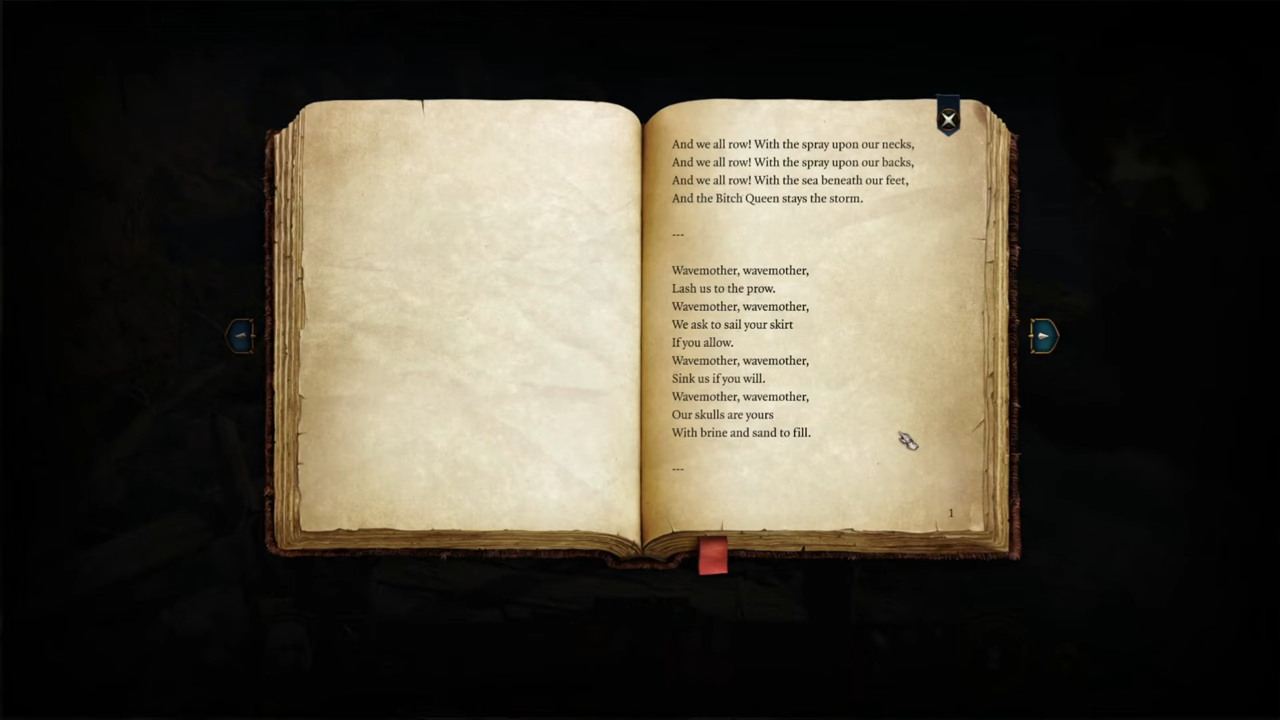 And we all row! With the spray upon our necks,
And we all row! With the spray upon our backs,
And we all row! With the sea beneath our feet,
And the Bitch Queen stays the storm.
---
Wavemother, wavemother,
Lash us to the prow.
Wavemother, wavemother,
We ask to sail your skirt
If you allow.
Wavemother, wavemother,
Sink us if you will.
Wavemother, wavemother,
Our skulls are yours
With brine and sand to fill.
---
1